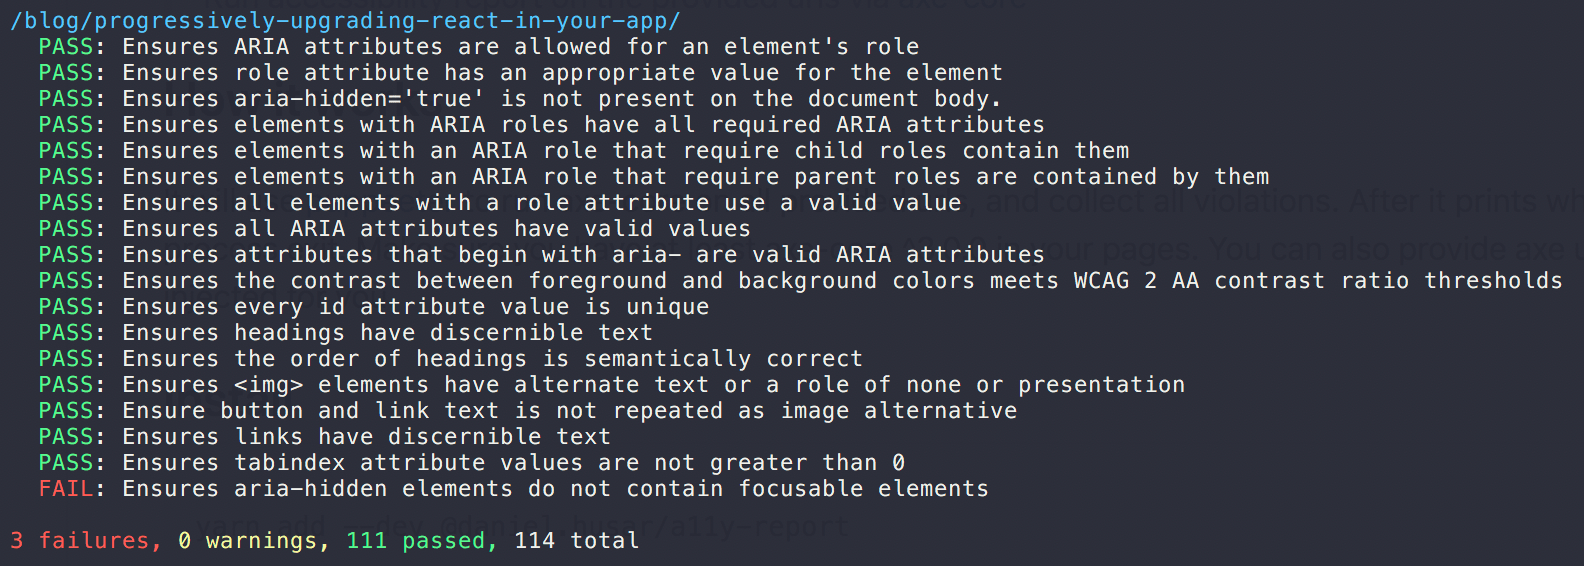 /blog/progressively-upgrading-react-in-your-app/
PASS: Ensures ARIA attributes are allowed for an element's role
PASS: Ensures role attribute has an appropriate value for the element
PASS: Ensures aria-hidden='true' is not present on the document body.
PASS: Ensures elements with ARIA roles have all required ARIA attributes
PASS: Ensures elements with an ARIA role that require child roles contain them
PASS: Ensures elements with an ARIA role that require parent roles are contained by them
PASS: Ensures all elements with a role attribute use a valid value
PASS: Ensures all ARIA attributes have valid values
PASS: Ensures attributes that begin with aria- are valid ARIA attributes
PASS: Ensures the contrast between foreground and background colors meets WCAG 2 AA contrast ratio thresholds
PASS: Ensures every id attribute value is unique
PASS: Ensures headings have discernible text
PASS: Ensures the order of headings is semantically correct
PASS: Ensures <img> elements have alternate text or a role of none or presentation
PASS: Ensure button and link text is not repeated as image alternative
PASS: Ensures links have discernible text
PASS: Ensures tabindex attribute values are not greater than 0
FAIL: Ensures aria-hidden elements do not contain focusable elements
yarn add --dev @daniel.husar/a11y-report
3 failures, 0 warnings, 111 passed, 114 total